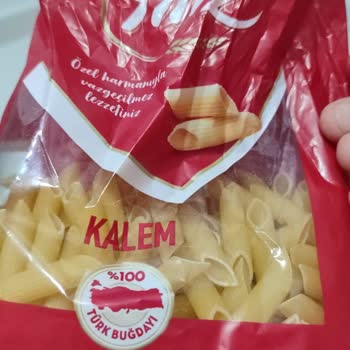 Özel harmanıyla
vazgeçilmez
lezzetiniz
KALEM
%100
TÜRK BUĞDAYI